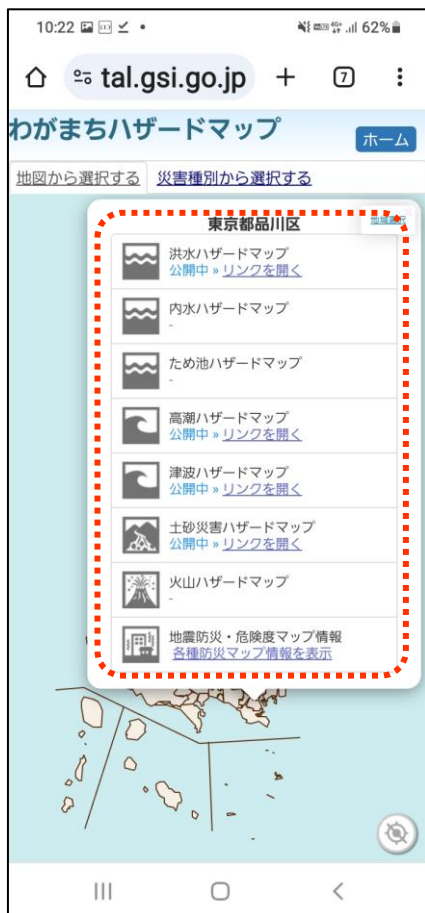 10:22
62%
tal.gsi.go.jp
7
わがまちハザードマップ
ホーム
地図から選択する 災害種別から選択する
東京都品川区
地域選択
洪水ハザードマップ
公開中 » リンクを開く
内水ハザードマップ
-
ため池ハザードマップ
-
高潮ハザードマップ
公開中 » リンクを開く
津波ハザードマップ
公開中 » リンクを開く
土砂災害ハザードマップ
公開中 » リンクを開く
火山ハザードマップ
-
地震防災・危険度マップ情報
各種防災マップ情報を表示